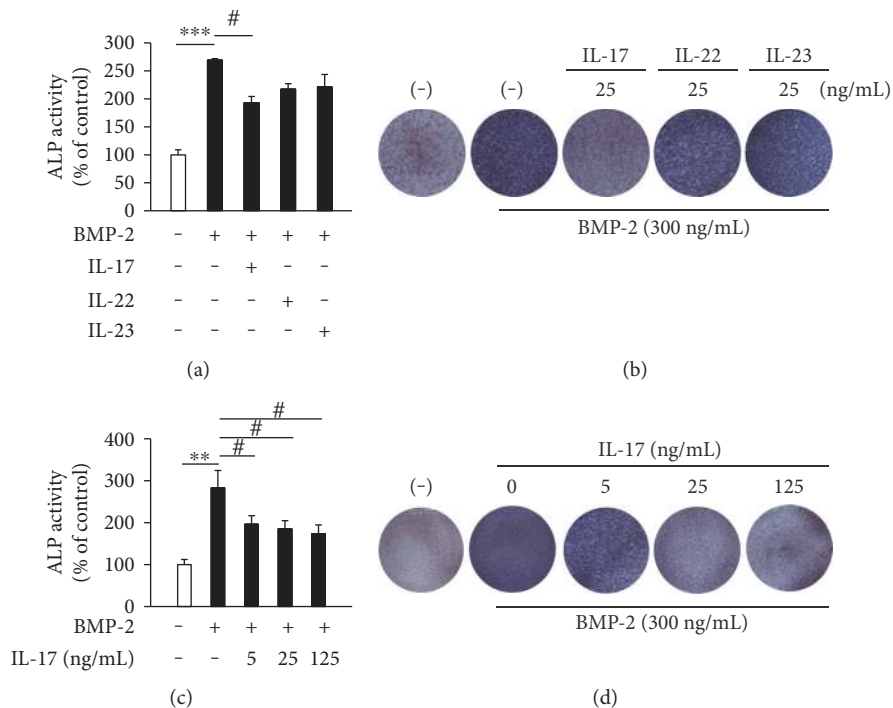 *** #
300
250
200
150
100
50
0
ALP activity
(% of control)
BMP-2 – + + + +
IL-17 – – + – –
IL-22 – – – + –
IL-23 – – – – +
(a)
IL-17 IL-22 IL-23
(–) (–) 25 25 25 (ng/mL)
BMP-2 (300 ng/mL)
(b)
#
#
** #
400
300
200
100
0
ALP activity
(% of control)
BMP-2 – + + + +
IL-17 (ng/mL) – – 5 25 125
(c)
IL-17 (ng/mL)
(–) 0 5 25 125
BMP-2 (300 ng/mL)
(d)